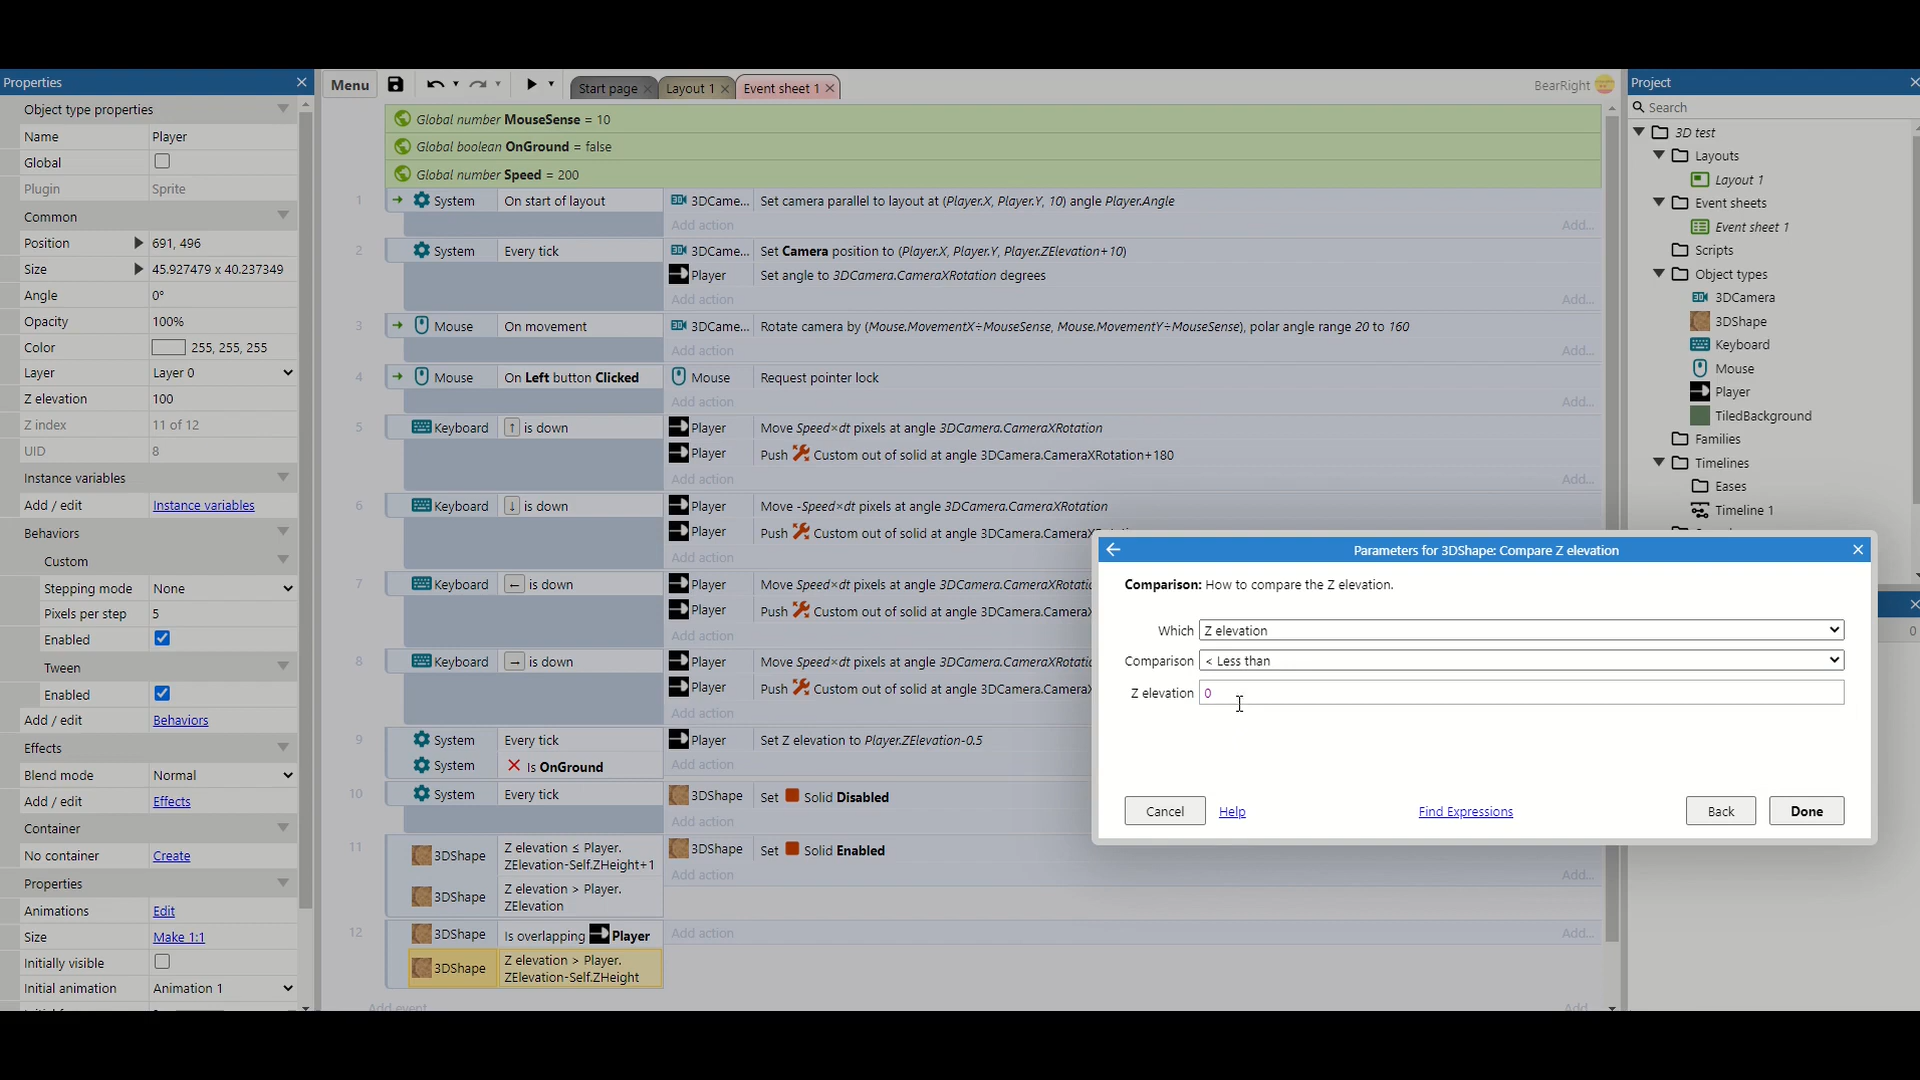 Properties
Object type properties
Name Player
Global
Plugin Sprite
Common
Position 691, 496
Size 45.927479 x 40.237349
Angle 0°
Opacity 100%
Color 255, 255, 255
Layer Layer 0
Z elevation 100
Z index 11 of 12
UID 8
Instance variables
Add / edit Instance variables
Behaviors
Custom
Stepping mode None
Pixels per step 5
Enabled
Tween
Enabled
Add / edit Behaviors
Effects
Blend mode Normal
Add / edit Effects
Container
No container Create
Properties
Animations Edit
Size Make 1:1
Initially visible
Initial animation Animation 1
Menu
Start page
Layout 1
Event sheet 1
BearRight
Global number MouseSense = 10
Global boolean OnGround = false
Global number Speed = 200
1 System On start of layout 3DCame... Set camera parallel to layout at (Player.X, Player.Y, 10) angle Player.Angle
Add action Add...
2 System Every tick 3DCame... Set Camera position to (Player.X, Player.Y, Player.ZElevation+10)
Player Set angle to 3DCamera.CameraXRotation degrees
Add action Add...
3 Mouse On movement 3DCame... Rotate camera by (Mouse.MovementX÷MouseSense, Mouse.MovementY÷MouseSense), polar angle range 20 to 160
Add action Add...
4 Mouse On Left button Clicked Mouse Request pointer lock
Add action Add...
5 Keyboard ↑ is down Player Move Speed×dt pixels at angle 3DCamera.CameraXRotation
Player Push Custom out of solid at angle 3DCamera.CameraXRotation+180
Add action Add...
6 Keyboard ↓ is down Player Move -Speed×dt pixels at angle 3DCamera.CameraXRotation
Player Push Custom out of solid at angle 3DCamera.CameraXRotation
7 Keyboard ← is down Player Move Speed×dt pixels at angle 3DCamera.CameraXRota
Player Push Custom out of solid at angle 3DCamera.CameraX
Add action
8 Keyboard → is down Player Move Speed×dt pixels at angle 3DCamera.CameraXRota
Player Push Custom out of solid at angle 3DCamera.CameraX
Add action
9 System Every tick Player Set Z elevation to Player.ZElevation-0.5
System Is OnGround Add action
10 System Every tick 3DShape Set Solid Disabled
Add action
11 3DShape Z elevation ≤ Player.
ZElevation-Self.ZHeight+1 3DShape Set Solid Enabled
Add action Add...
3DShape Z elevation > Player.
ZElevation
12 3DShape Is overlapping Player Add action Add...
3DShape Z elevation > Player.
ZElevation-Self.ZHeight
Add event Add...
Parameters for 3DShape: Compare Z elevation
Comparison: How to compare the Z elevation.
Which Z elevation
Comparison < Less than
Z elevation 0
Cancel Help Find Expressions Back Done
Project
Search
3D test
Layouts
Layout 1
Event sheets
Event sheet 1
Scripts
Object types
3DCamera
3DShape
Keyboard
Mouse
Player
TiledBackground
Families
Timelines
Eases
Timeline 1
0